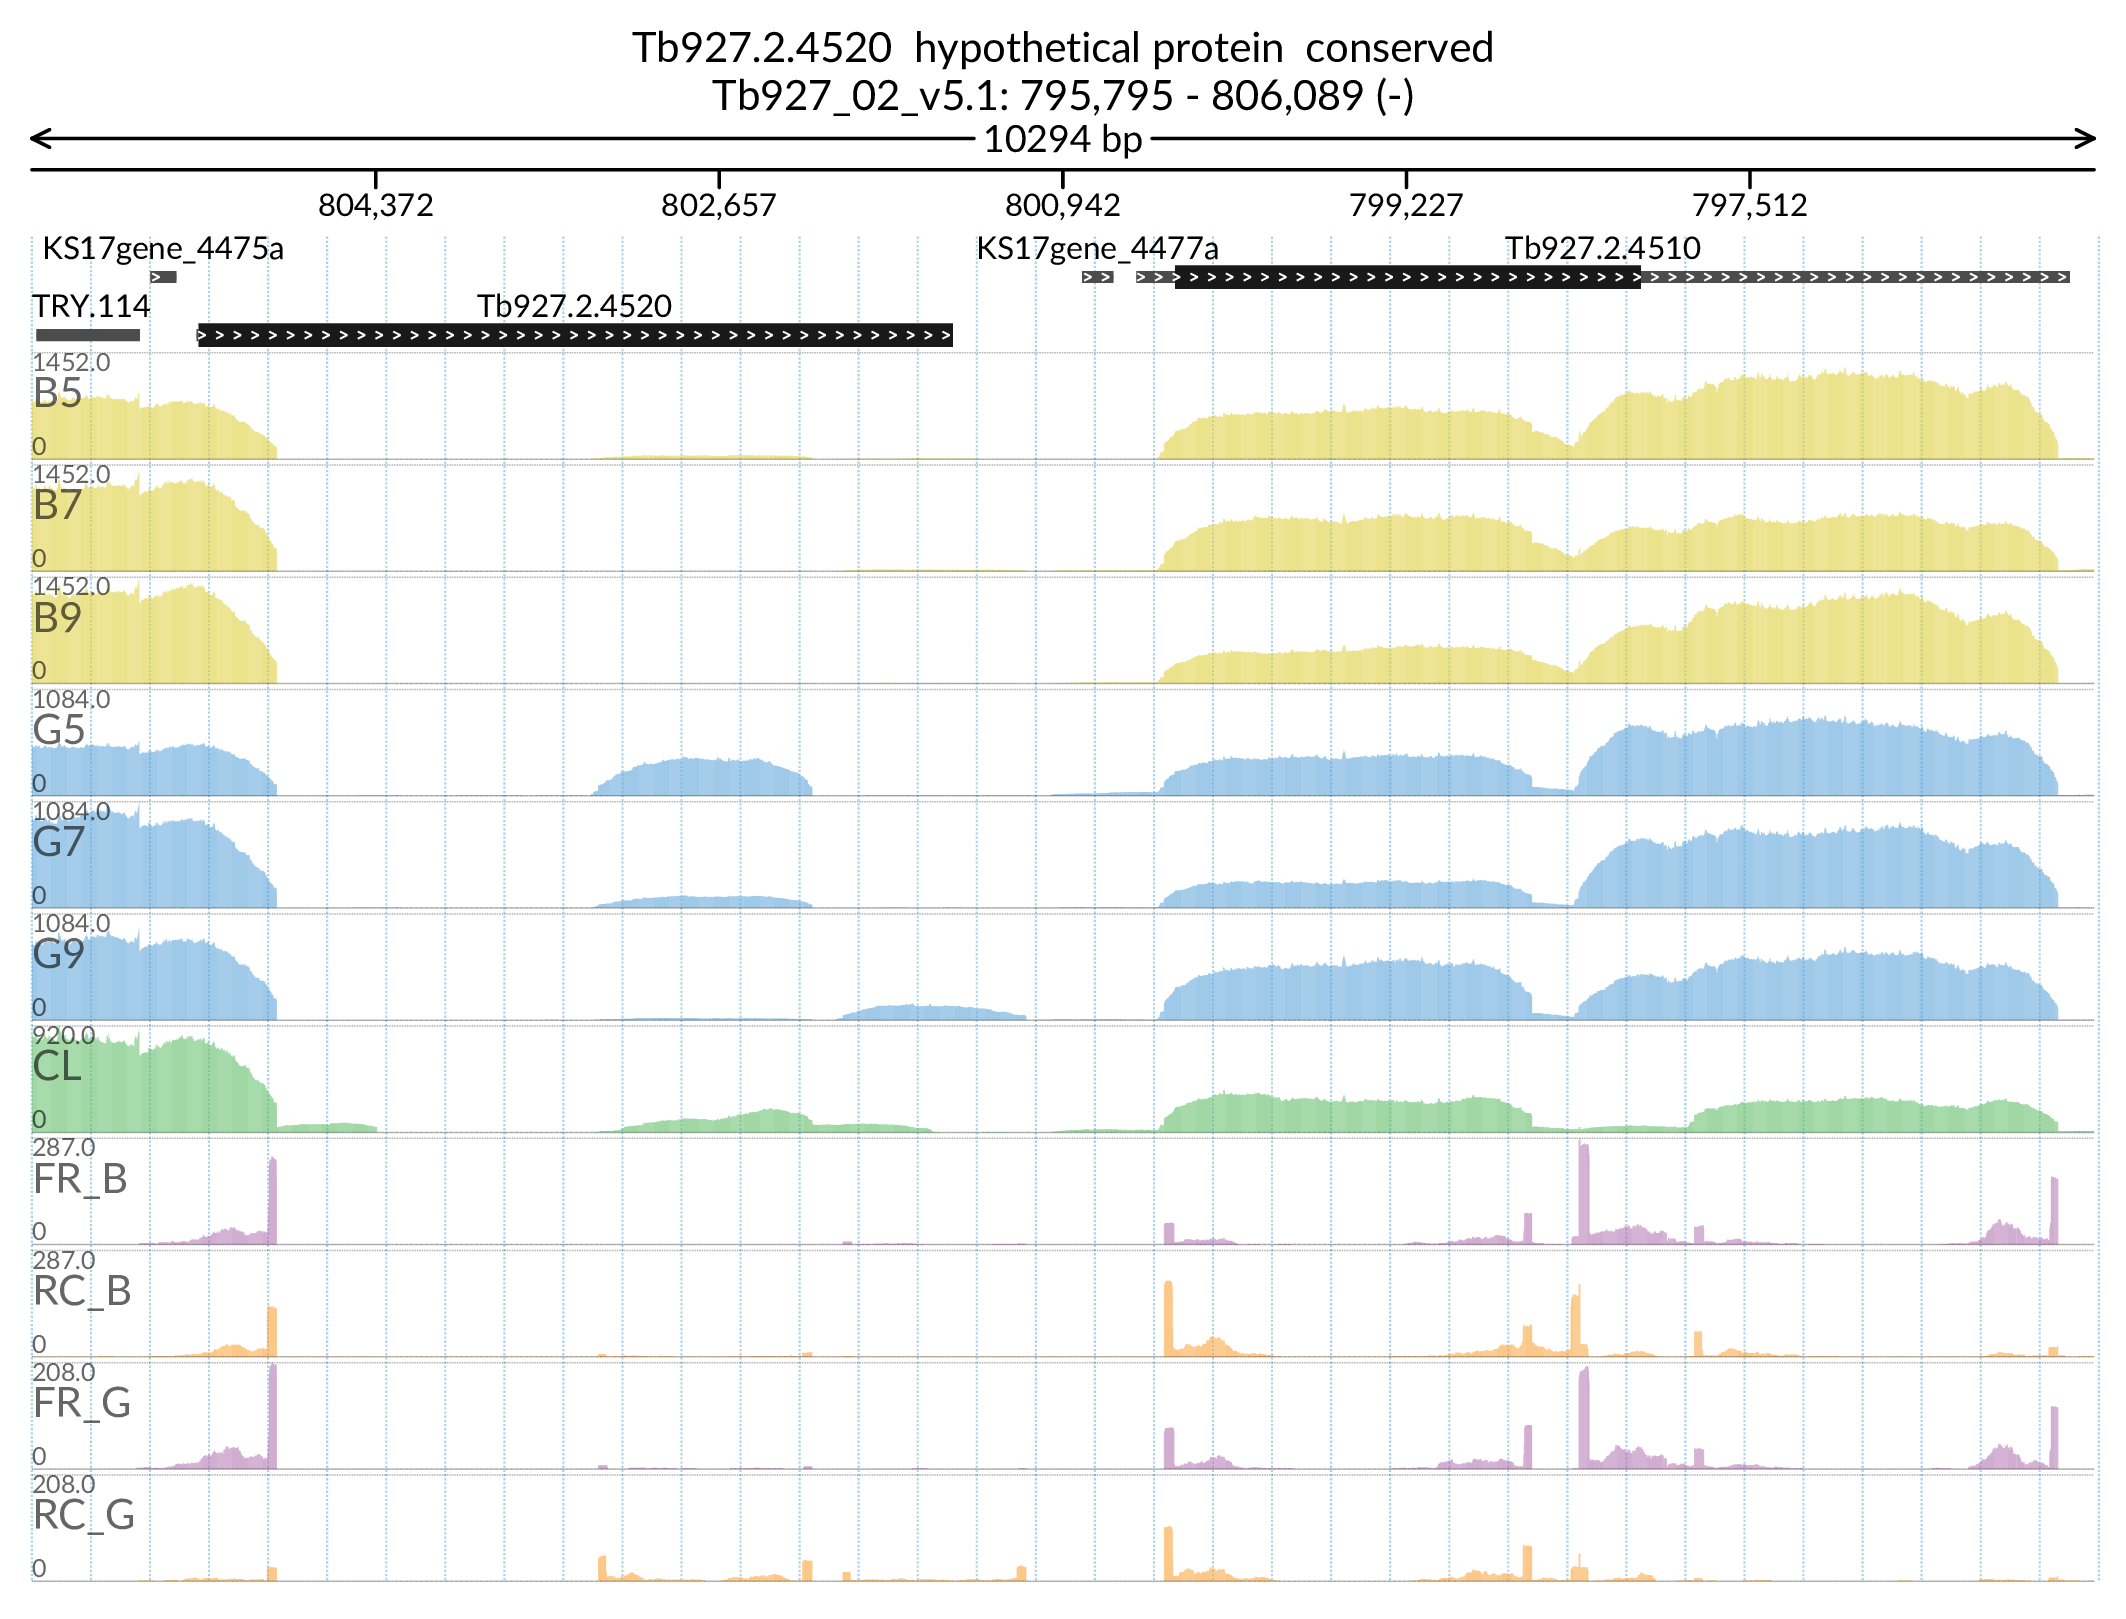 Tb927.2.4520  hypothetical protein  conserved
Tb927_02_v5.1: 795,795 - 806,089 (-)
10294 bp
804,372 802,657 800,942 799,227 797,512
KS17gene_4475a KS17gene_4477a Tb927.2.4510
TRY.114 Tb927.2.4520
1452.0
B5
0
1452.0
B7
0
1452.0
B9
0
1084.0
G5
0
1084.0
G7
0
1084.0
G9
0
920.0
CL
0
287.0
FR_B
0
287.0
RC_B
0
208.0
FR_G
0
208.0
RC_G
0